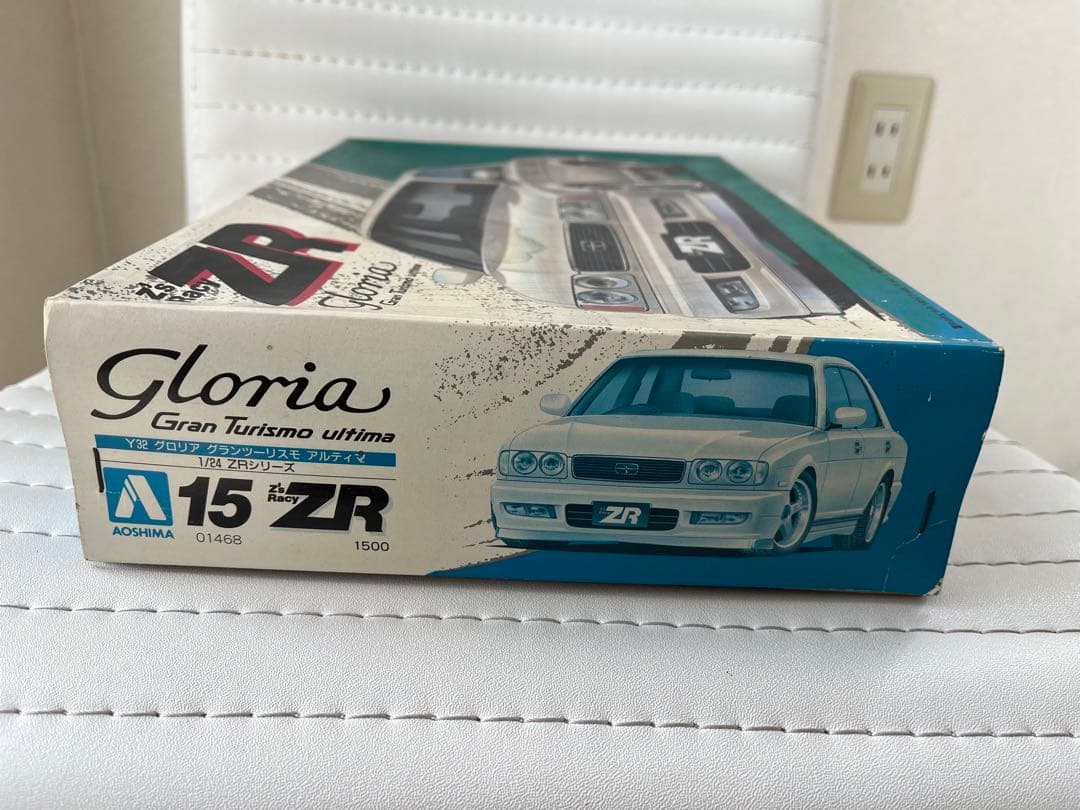 Z's
Racy
ZR
Gloria
Gran Turismo ultima
ZR
Gloria
Gran Turismo ultima
Y32 グロリア グランツーリスモ アルティマ
1/24 ZRシリーズ
AOSHIMA
15
Z's
Racy
ZR
01468
1500
ZR